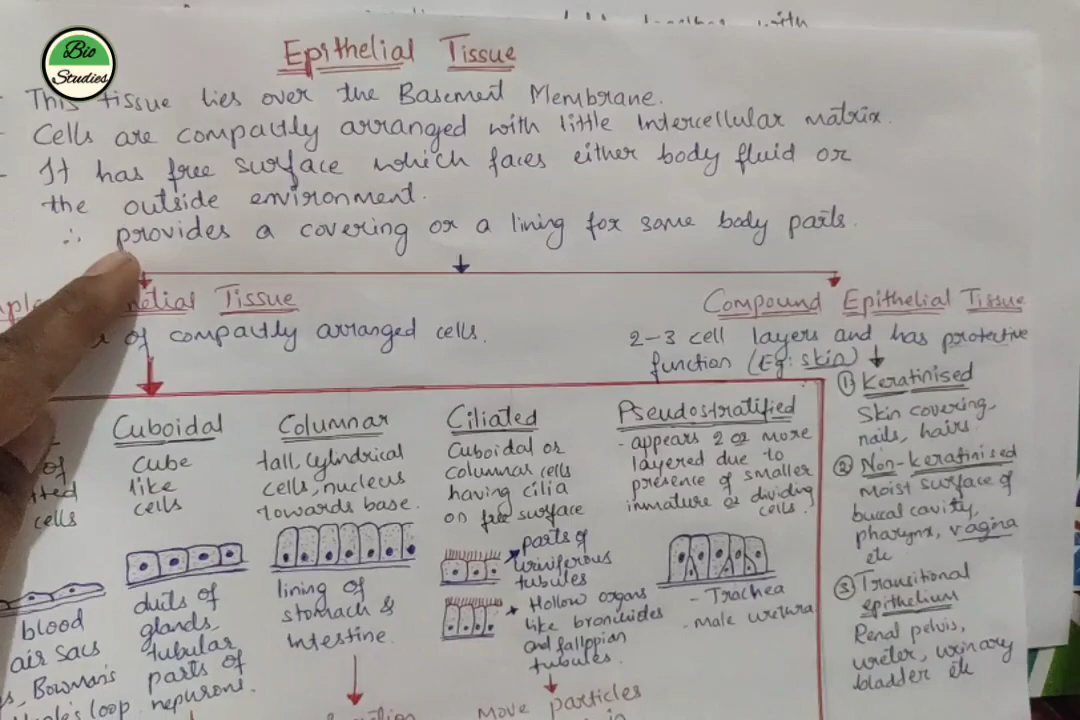 Bio
Studies
Epithelial Tissue
This tissue lies over the Basement Membrane.
- Cells are compactly arranged with little Intercellular matrix.
- It has free surface which faces either body fluid or
the outside environment.
∴ provides a covering or a lining for some body parts.
Tissue
of compactly arranged cells.
Compound Epithelial Tissue
2-3 cell layers and has protective
function (Eg: skin)
① Keratinised
Skin covering,
nails, hairs.
② Non-keratinised
Moist surface of
buccal cavity,
pharynx, vagina
etc
③ Transitional
epithelium
Renal pelvis,
ureter, urinary
bladder etc
of
cells
blood
air sacs
Bowman's
loop
Cuboidal
Cube
like
cells
ducts of
glands,
tubular
parts of
nephrons.
Columnar
tall, cylindrical
cells, nucleus
towards base.
lining of
stomach &
Intestine.
Ciliated
Cuboidal or
columnar cells
having cilia
on free surface
parts of
uriniferous
tubules
* Hollow organs
like bronchioles
and fallopian
tubules.
Move particles
in
Pseudostratified
- appears 2 or more
layered due to
presence of smaller
immature or dividing
cells.
- Trachea
- Male urethra